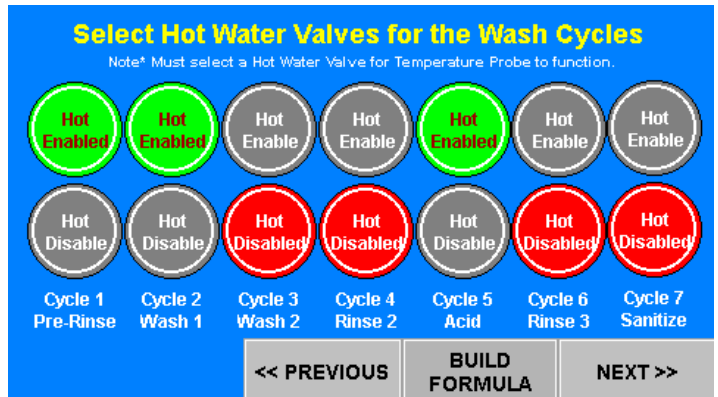 Select Hot Water Valves for the Wash Cycles
Note* Must select a Hot Water Valve for Temperature Probe to function.
Hot Enabled
Hot Enabled
Hot Enable
Hot Enable
Hot Enabled
Hot Enable
Hot Enable
Hot Disable
Hot Disable
Hot Disabled
Hot Disabled
Hot Disable
Hot Disabled
Hot Disabled
Cycle 1
Pre-Rinse
Cycle 2
Wash 1
Cycle 3
Wash 2
Cycle 4
Rinse 2
Cycle 5
Acid
Cycle 6
Rinse 3
Cycle 7
Sanitize
<< PREVIOUS
BUILD
FORMULA
NEXT >>